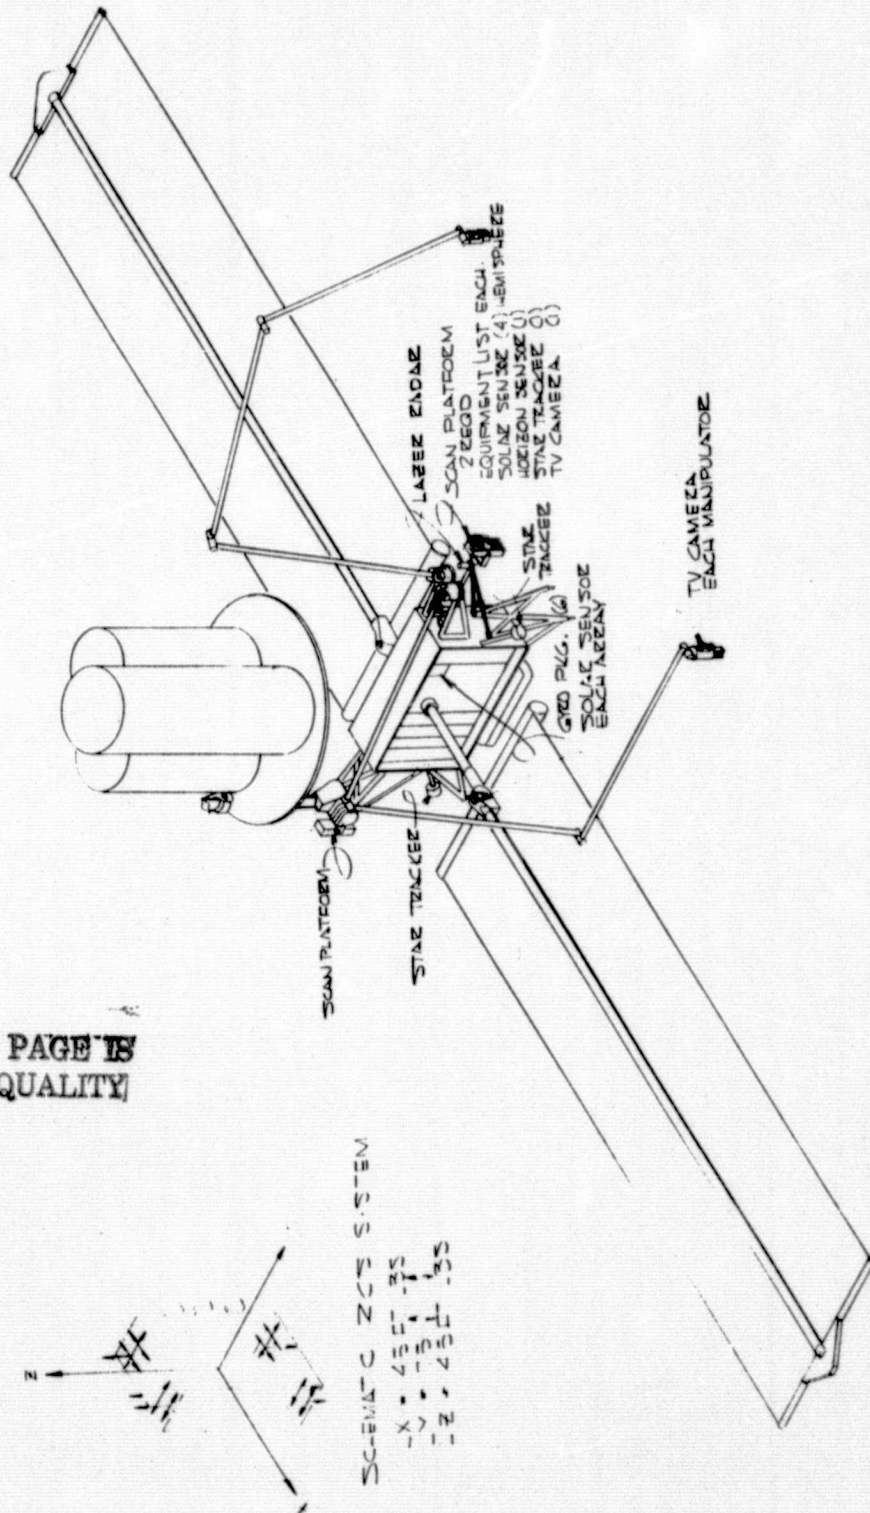 LAZER RADAR
SCAN PLATFORM
2 REQD
EQUIPMENT LIST EACH.
SOLAR SENSOR (4) HEMISPHERE
HORIZON SENSOR (1)
STAR TRACKER (1)
TV CAMERA (1)
STAR
TRACKER
GYRO PKG. (6)
SOLAR SENSOR
EACH ARRAY
TV CAMERA
EACH MANIPULATOR
SCAN PLATFORM
STAR TRACKER
PAGE IS
QUALITY
Z
SCHEMATIC RCS SYSTEM